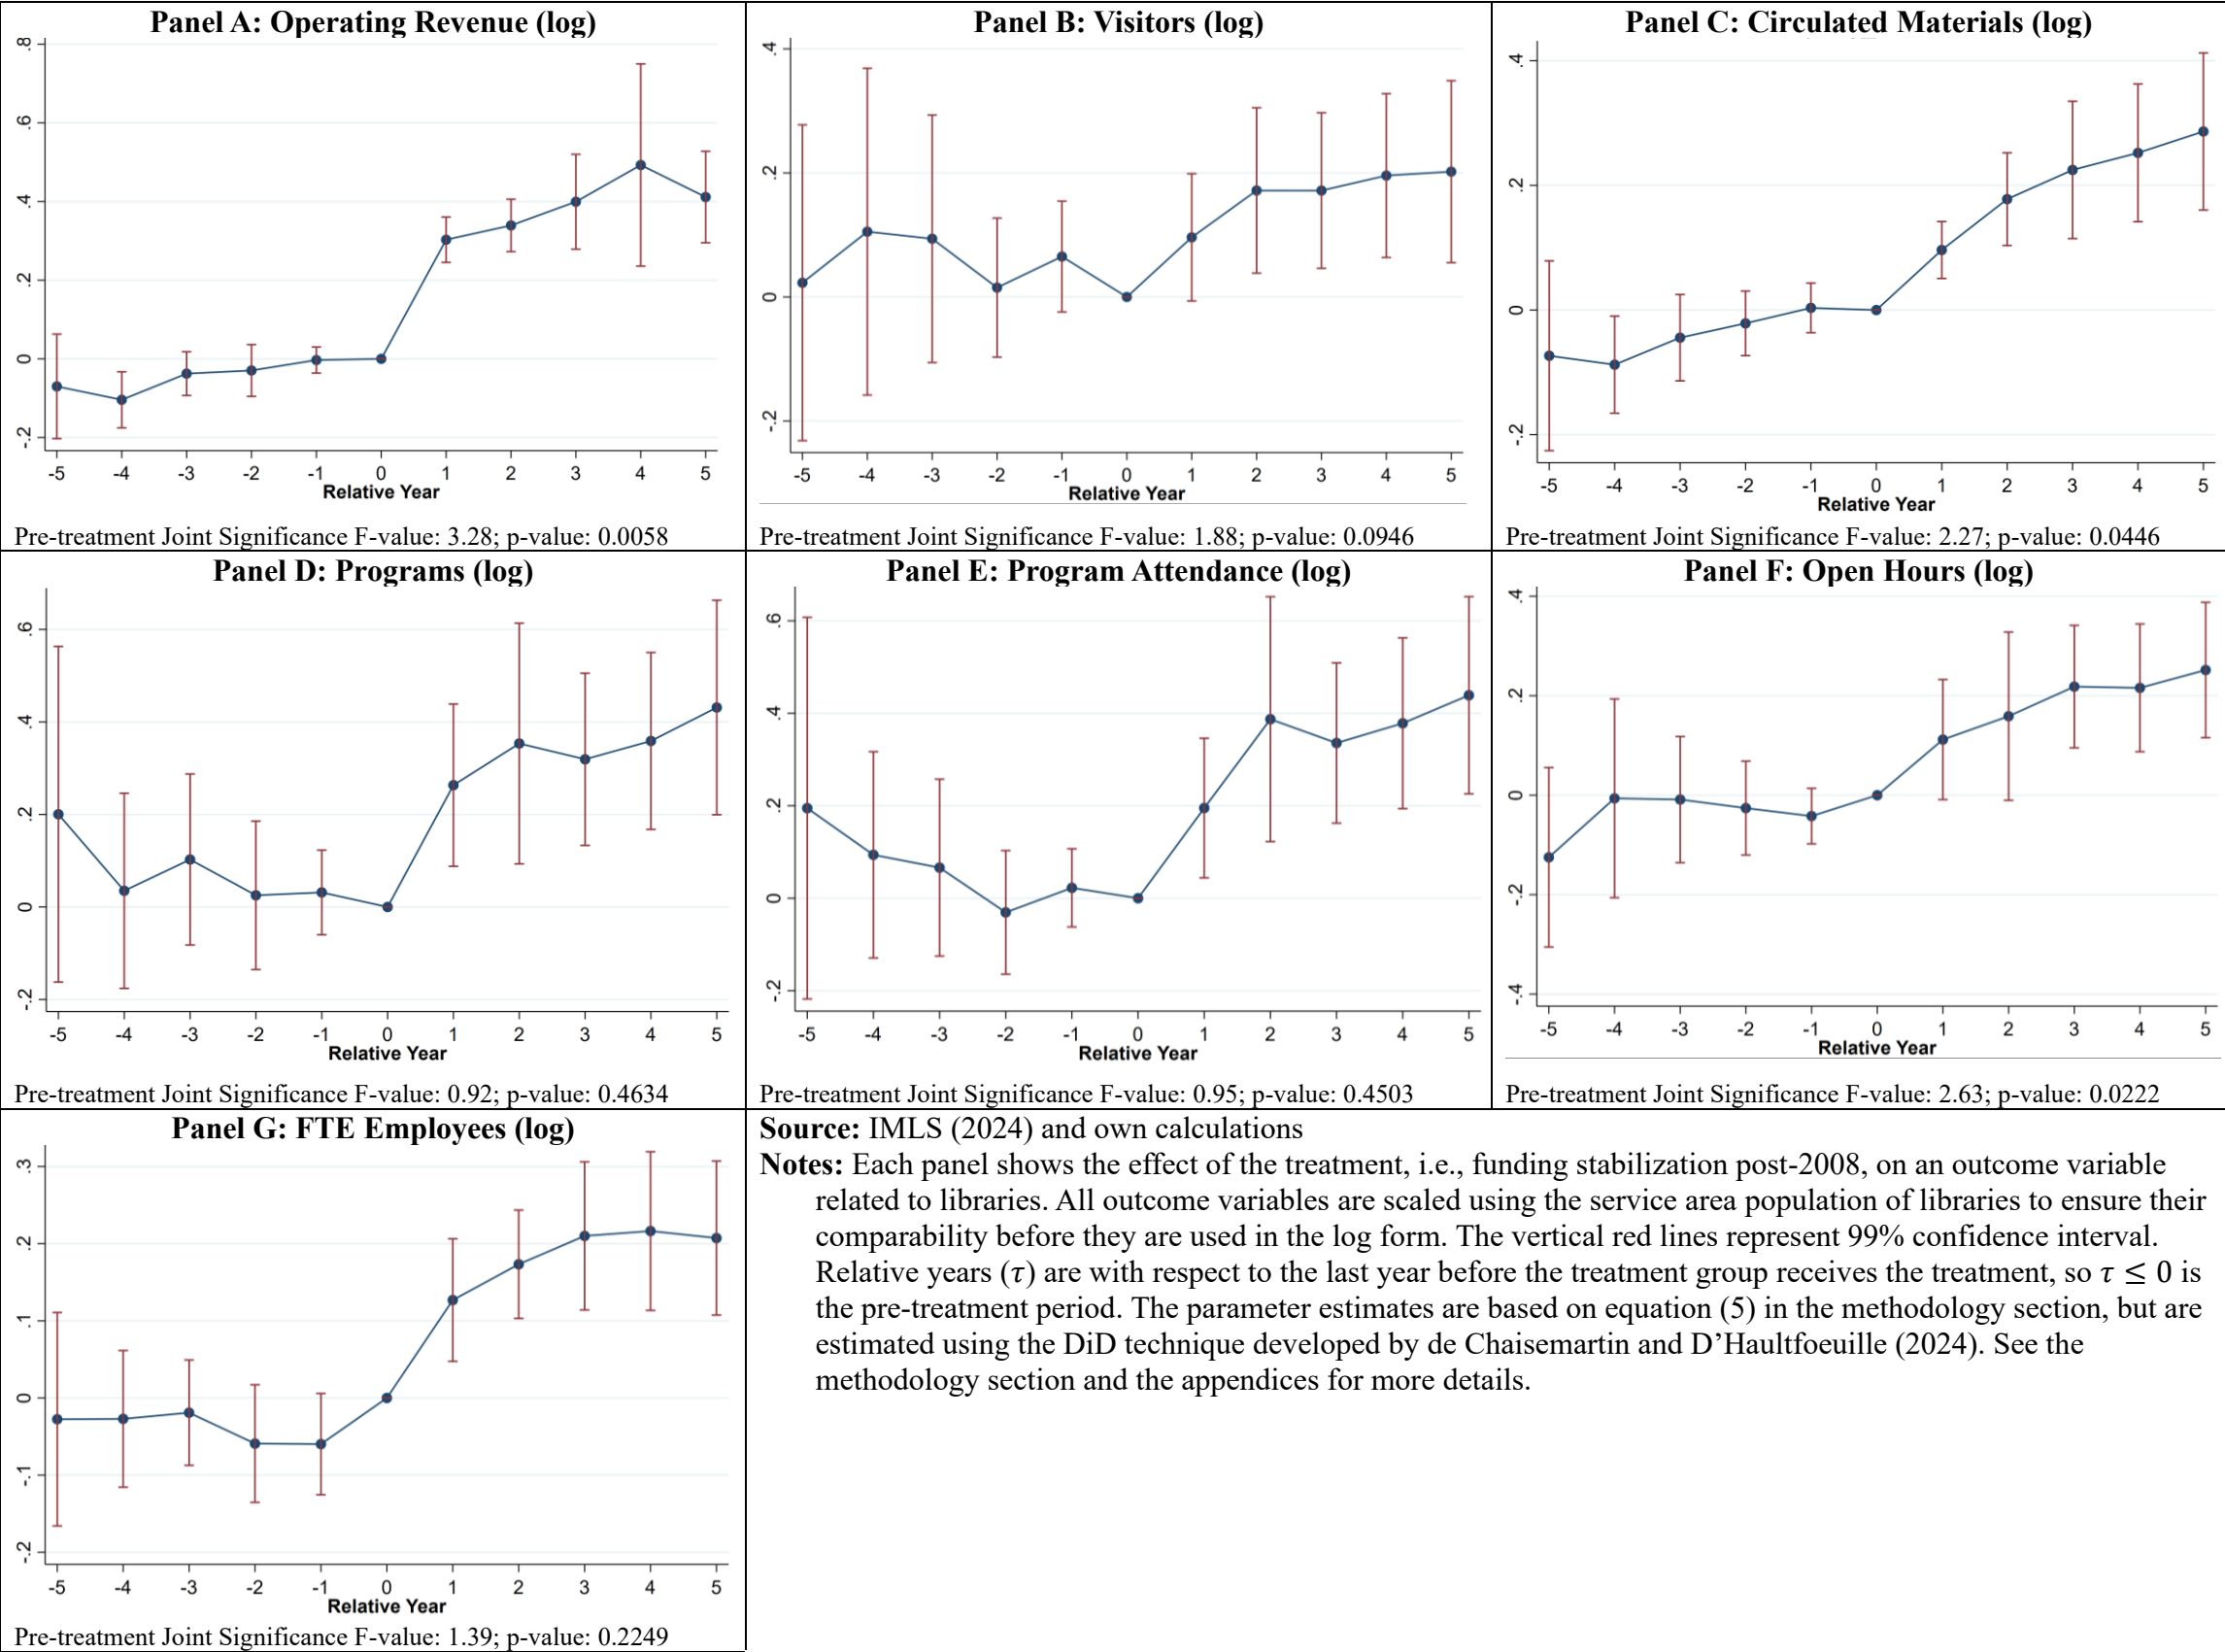 Panel A: Operating Revenue (log)
.8
.6
.4
.2
0
-.2
-5 -4 -3 -2 -1 0 1 2 3 4 5
Relative Year
Pre-treatment Joint Significance F-value: 3.28; p-value: 0.0058
Panel B: Visitors (log)
.4
.2
0
-.2
-5 -4 -3 -2 -1 0 1 2 3 4 5
Relative Year
Pre-treatment Joint Significance F-value: 1.88; p-value: 0.0946
Panel C: Circulated Materials (log)
.4
.2
0
-.2
-5 -4 -3 -2 -1 0 1 2 3 4 5
Relative Year
Pre-treatment Joint Significance F-value: 2.27; p-value: 0.0446
Panel D: Programs (log)
.6
.4
.2
0
-.2
-5 -4 -3 -2 -1 0 1 2 3 4 5
Relative Year
Pre-treatment Joint Significance F-value: 0.92; p-value: 0.4634
Panel E: Program Attendance (log)
.6
.4
.2
0
-.2
-5 -4 -3 -2 -1 0 1 2 3 4 5
Relative Year
Pre-treatment Joint Significance F-value: 0.95; p-value: 0.4503
Panel F: Open Hours (log)
.4
.2
0
-.2
-.4
-5 -4 -3 -2 -1 0 1 2 3 4 5
Relative Year
Pre-treatment Joint Significance F-value: 2.63; p-value: 0.0222
Panel G: FTE Employees (log)
.3
.2
.1
0
-.1
-.2
-5 -4 -3 -2 -1 0 1 2 3 4 5
Relative Year
Pre-treatment Joint Significance F-value: 1.39; p-value: 0.2249
Source: IMLS (2024) and own calculations
Notes: Each panel shows the effect of the treatment, i.e., funding stabilization post-2008, on an outcome variable
related to libraries. All outcome variables are scaled using the service area population of libraries to ensure their
comparability before they are used in the log form. The vertical red lines represent 99% confidence interval.
Relative years (τ) are with respect to the last year before the treatment group receives the treatment, so τ ≤ 0 is
the pre-treatment period. The parameter estimates are based on equation (5) in the methodology section, but are
estimated using the DiD technique developed by de Chaisemartin and D’Haultfoeuille (2024). See the
methodology section and the appendices for more details.